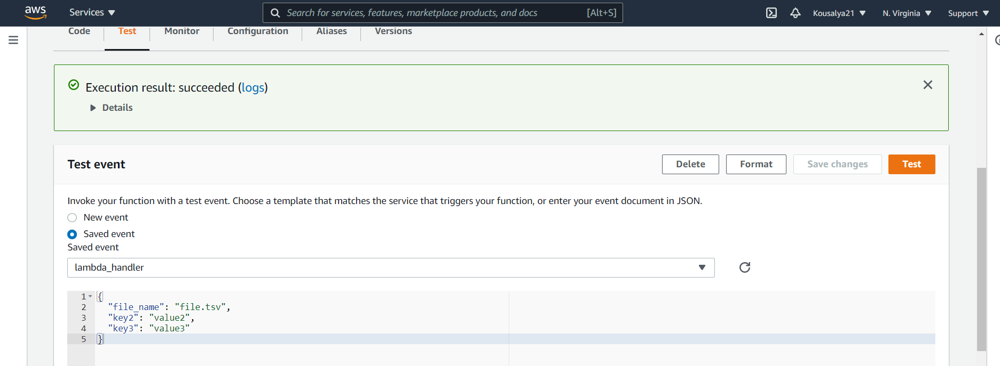 aws Services Search for services, features, marketplace products, and docs [Alt+S] Kousalya21 N. Virginia Support
Code Test Monitor Configuration Aliases Versions
Execution result: succeeded (logs)
Details
Test event Delete Format Save changes Test
Invoke your function with a test event. Choose a template that matches the service that triggers your function, or enter your event document in JSON.
New event
Saved event
Saved event
lambda_handler
1 {
2 "file_name": "file.tsv",
3 "key2": "value2",
4 "key3": "value3"
5 }